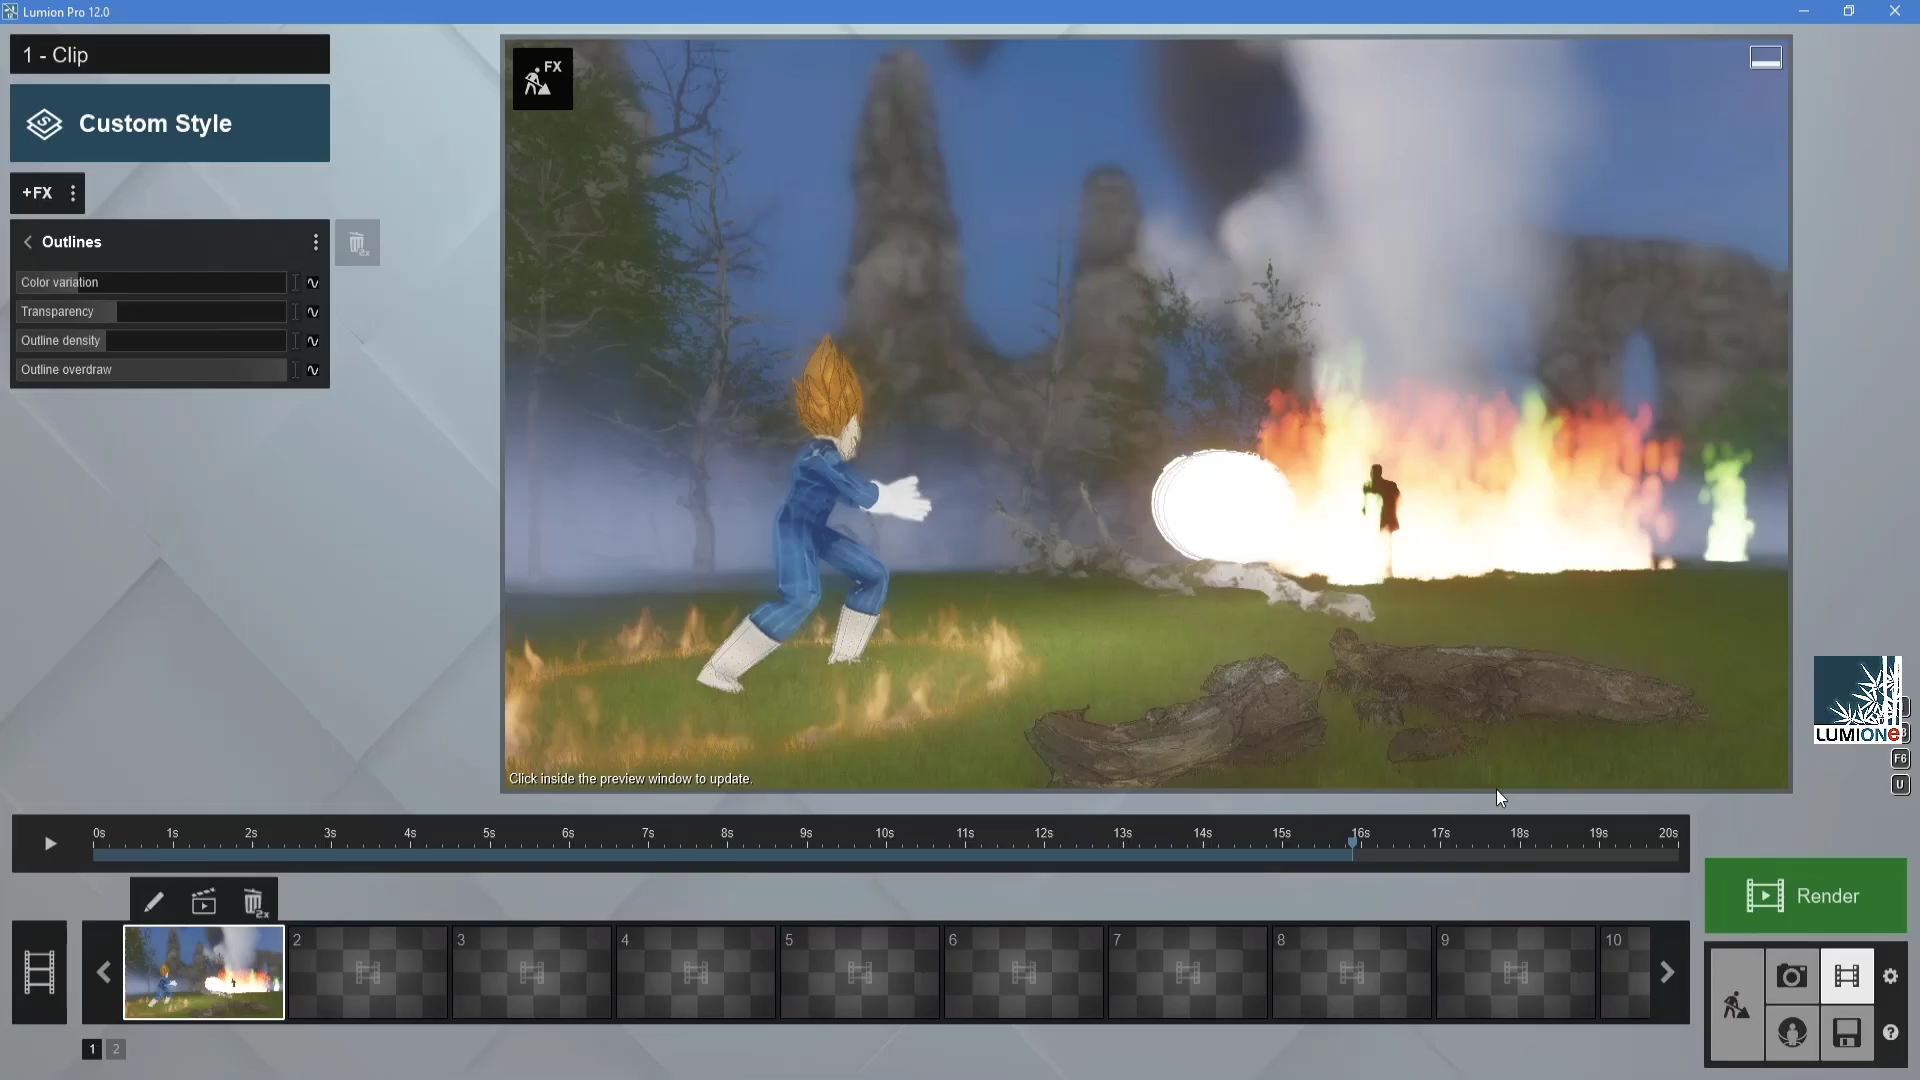 Lumion Pro 12.0
1 - Clip
FX
Custom Style
+FX
Outlines
2x
Color variation
Transparency
Outline density
Outline overdraw
LUMIONe
F6
U
Click inside the preview window to update.
0s 1s 2s 3s 4s 5s 6s 7s 8s 9s 10s 11s 12s 13s 14s 15s 16s 17s 18s 19s 20s
Render
2x
2 3 4 5 6 7 8 9 10
1 2